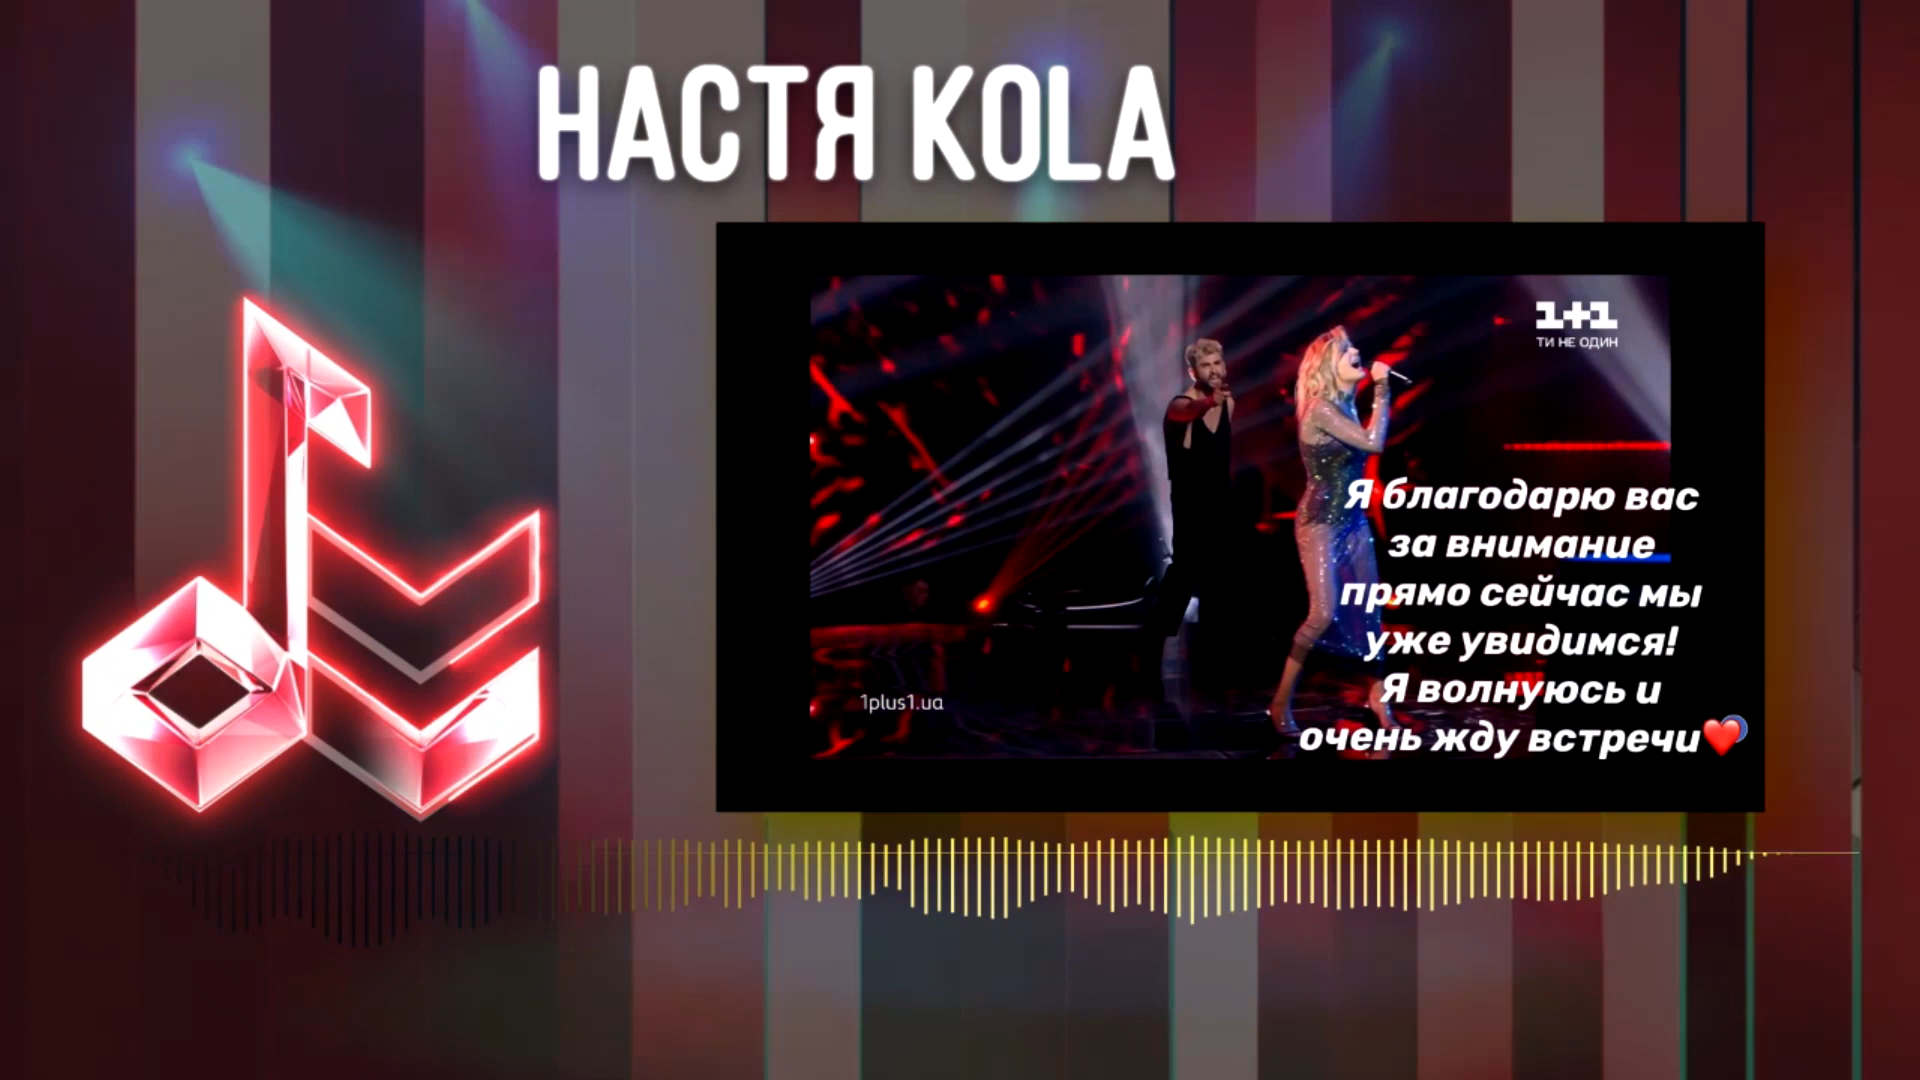 НАСТЯ KOLA
1+1
ТИ НЕ ОДИН
Я благодарю вас
за внимание
прямо сейчас мы
уже увидимся!
Я волнуюсь и
очень жду встречи❤️
1plus1.ua